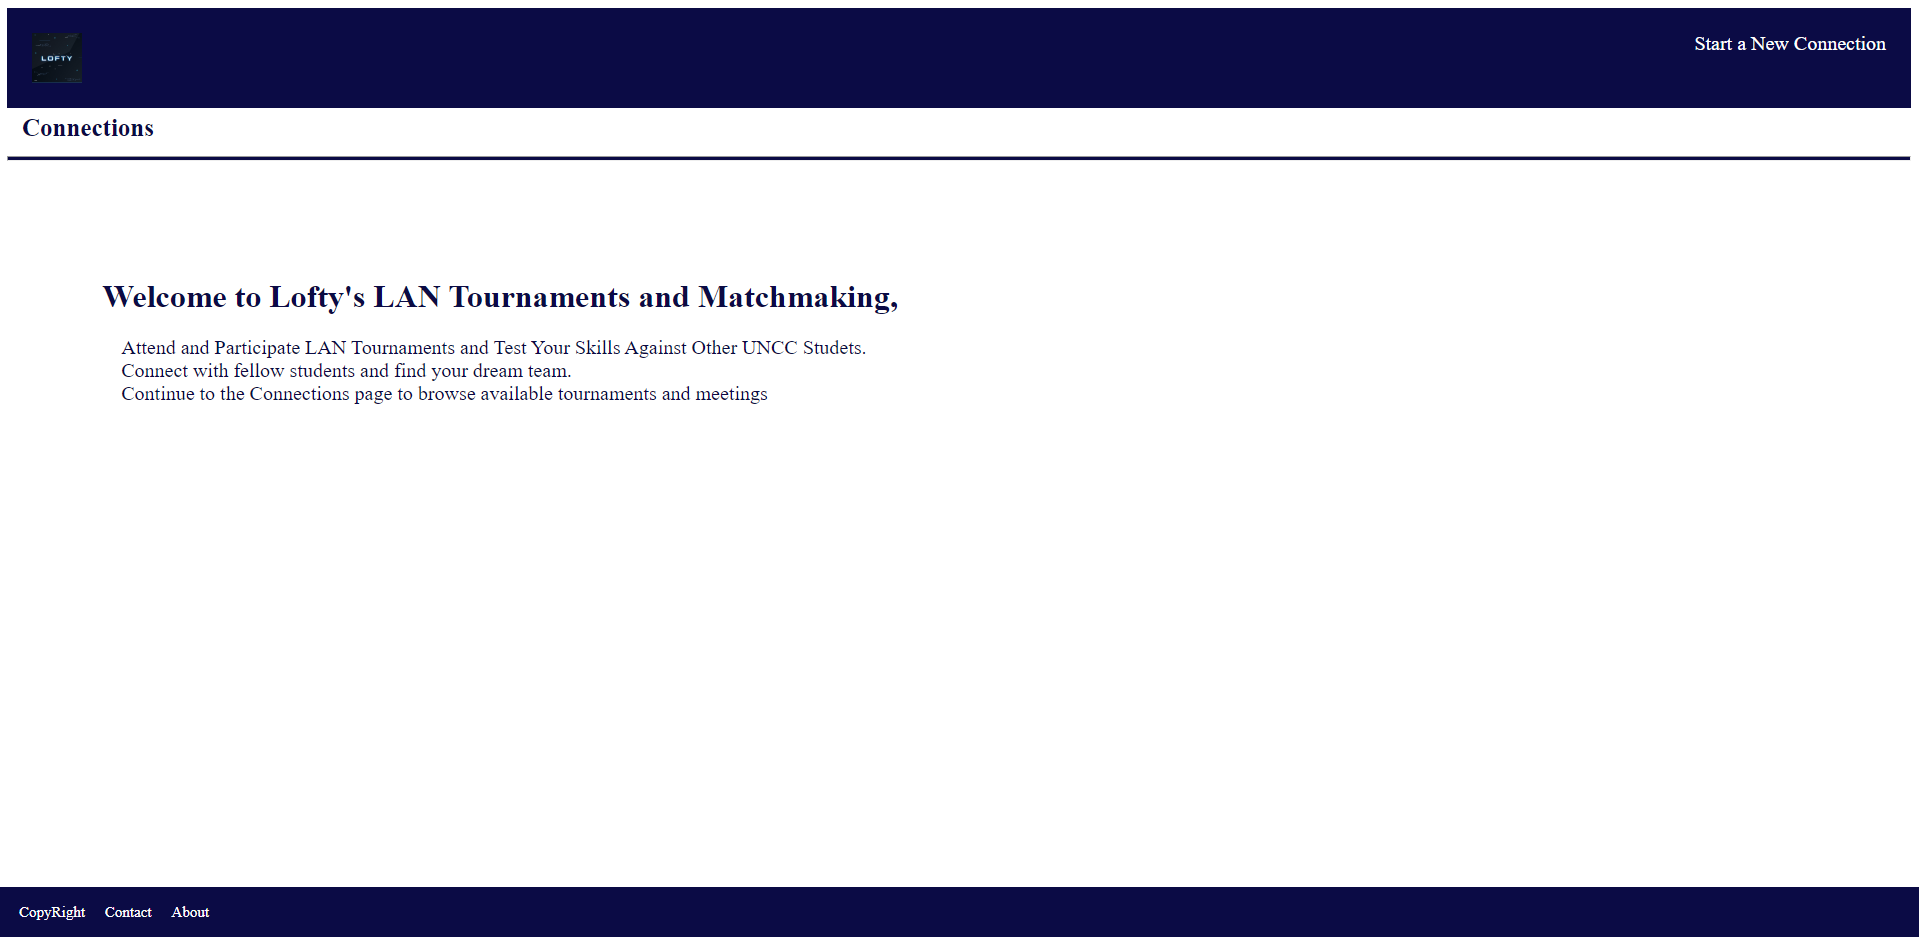 LOFTY
Start a New Connection
Connections
Welcome to Lofty's LAN Tournaments and Matchmaking,
Attend and Participate LAN Tournaments and Test Your Skills Against Other UNCC Studets.
Connect with fellow students and find your dream team.
Continue to the Connections page to browse available tournaments and meetings
CopyRight Contact About